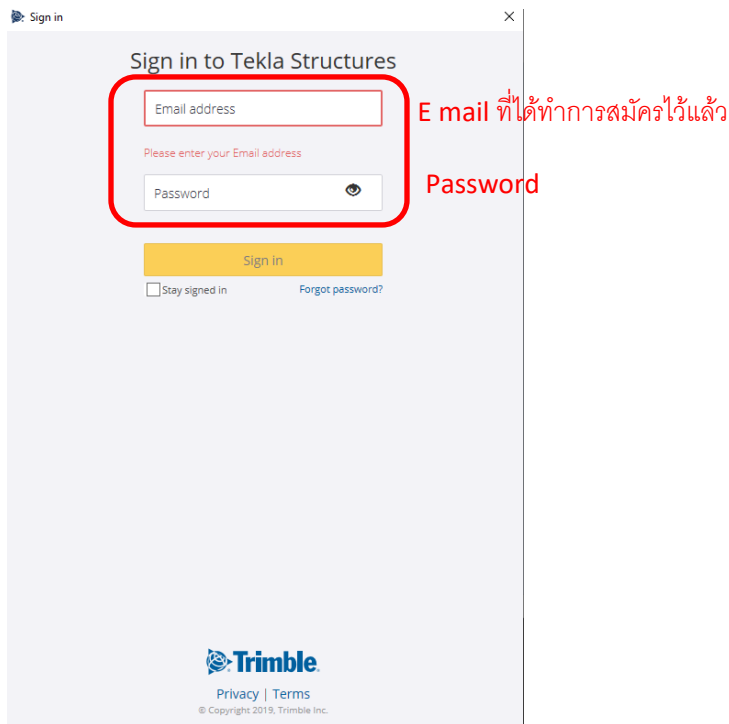 Sign in
Sign in to Tekla Structures
Email address
E mail ที่ได้ทำการสมัครไว้แล้ว
Please enter your Email address
Password
Password
Sign in
Stay signed in
Forgot password?
Trimble.
Privacy | Terms
© Copyright 2019, Trimble Inc.